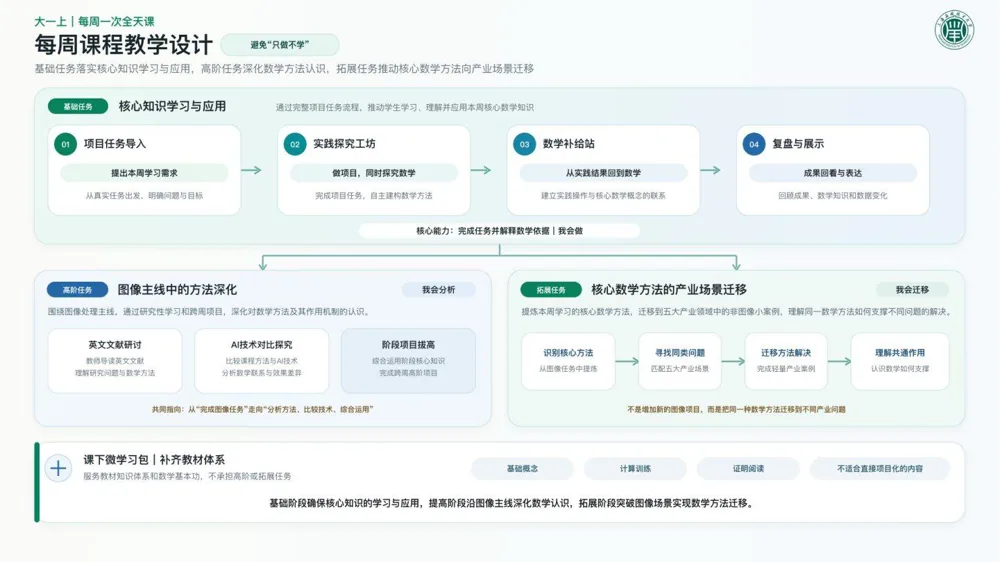 大一上｜每周一次全天课
每周课程教学设计
避免“只做不学”
基础任务落实核心知识学习与应用，高阶任务深化数学方法认识，拓展任务推动核心数学方法向产业场景迁移
基础任务
核心知识学习与应用
通过完整项目任务流程，推动学生学习、理解并应用本周核心数学知识
01 项目任务导入
提出本周学习需求
从真实任务出发，明确问题与目标
02 实践探究工坊
做项目，同时探究数学
完成项目任务，自主建构数学方法
03 数学补给站
从实践结果回到数学
建立实践操作与核心数学概念的联系
04 复盘与展示
成果回看与表达
回顾成果、数学知识和数据变化
核心能力：完成任务并解释数学依据｜我会做
高阶任务
图像主线中的方法深化
我会分析
围绕图像处理主线，通过研究性学习和跨周项目，深化对数学方法及其作用机制的认识。
英文文献研讨
教师导读英文文献
理解研究问题与数学方法
AI技术对比探究
比较课程方法与AI技术
分析数学联系与效果差异
阶段项目拔高
综合运用阶段核心知识
完成跨周高阶项目
共同指向：从“完成图像任务”走向“分析方法、比较技术、综合运用”
拓展任务
核心数学方法的产业场景迁移
我会迁移
提炼本周学习的核心数学方法，迁移到五大产业领域中的非图像小案例，理解同一数学方法如何支撑不同问题的解决。
识别核心方法
从图像任务中提炼
寻找同类问题
匹配五大产业场景
迁移方法解决
完成轻量产业案例
理解共通作用
认识数学如何支撑
不是增加新的图像项目，而是把同一种数学方法迁移到不同产业问题
课下微学习包｜补齐教材体系
服务教材知识体系和数学基本功，不承担高阶或拓展任务
基础概念
计算训练
证明阅读
不适合直接项目化的内容
基础阶段确保核心知识的学习与应用，提高阶段沿图像主线深化数学认识，拓展阶段突破图像场景实现数学方法迁移。